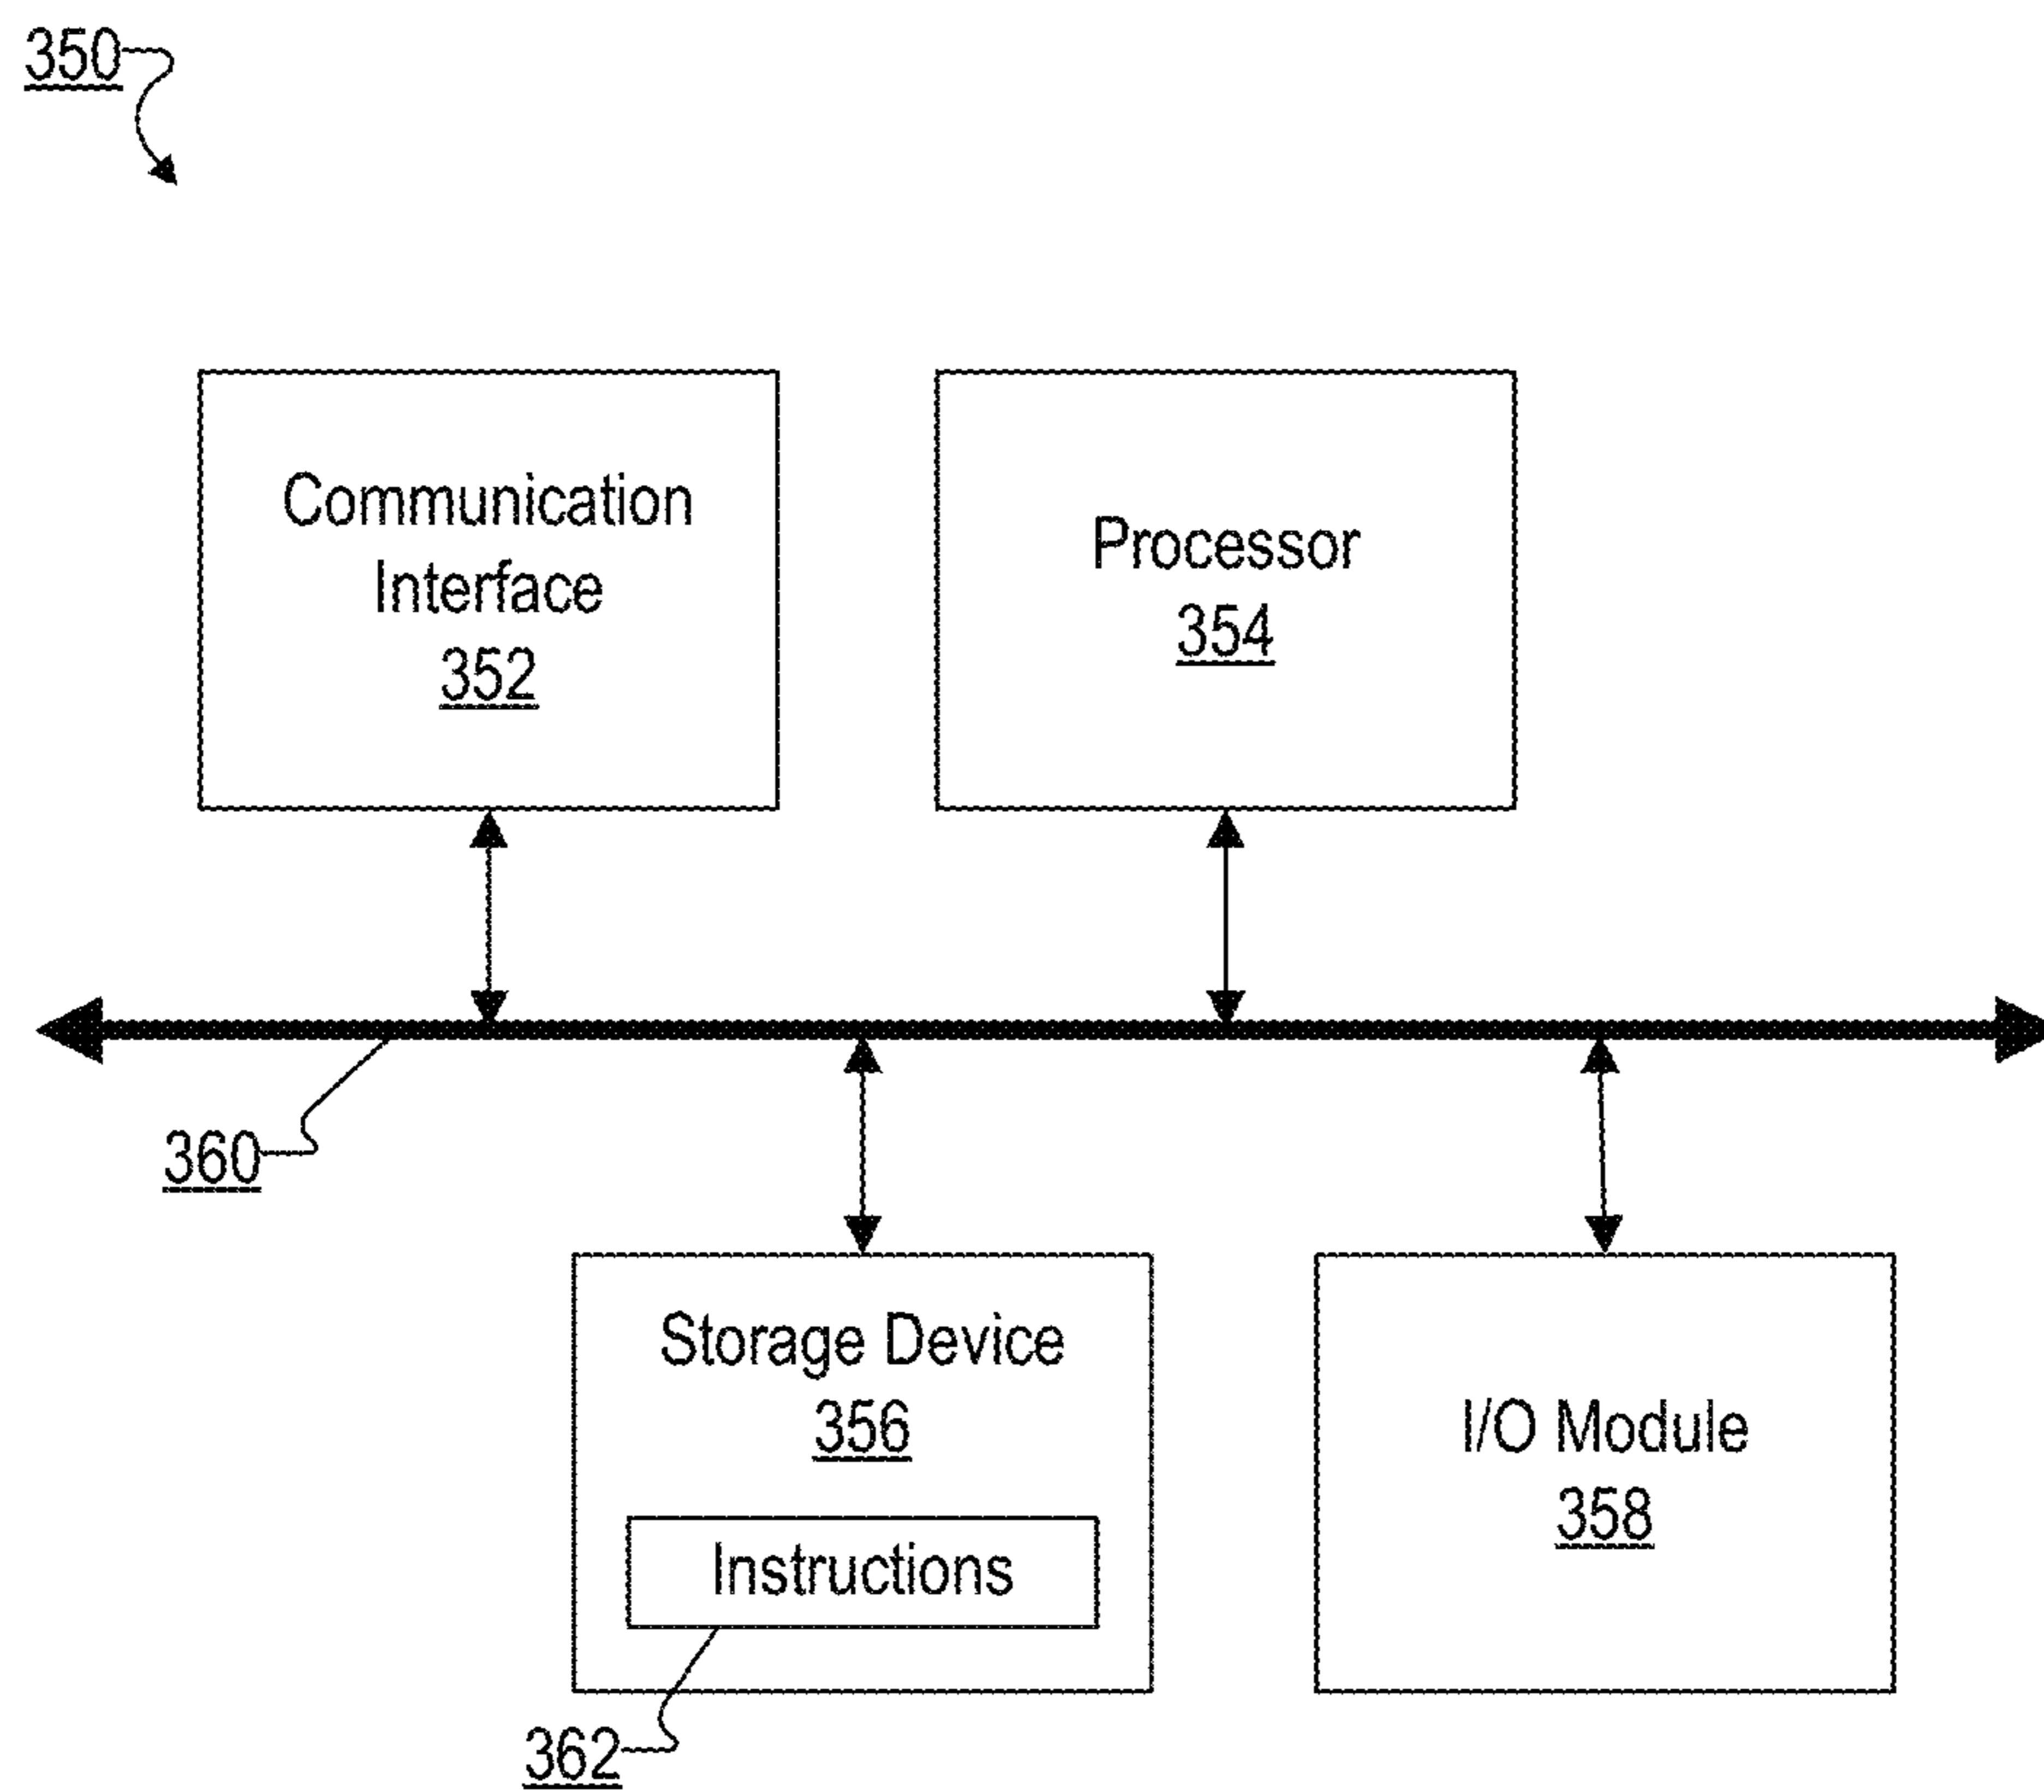 350
Communication
Interface
352
Processor
354
360
Storage Device
356
Instructions
362
I/O Module
358